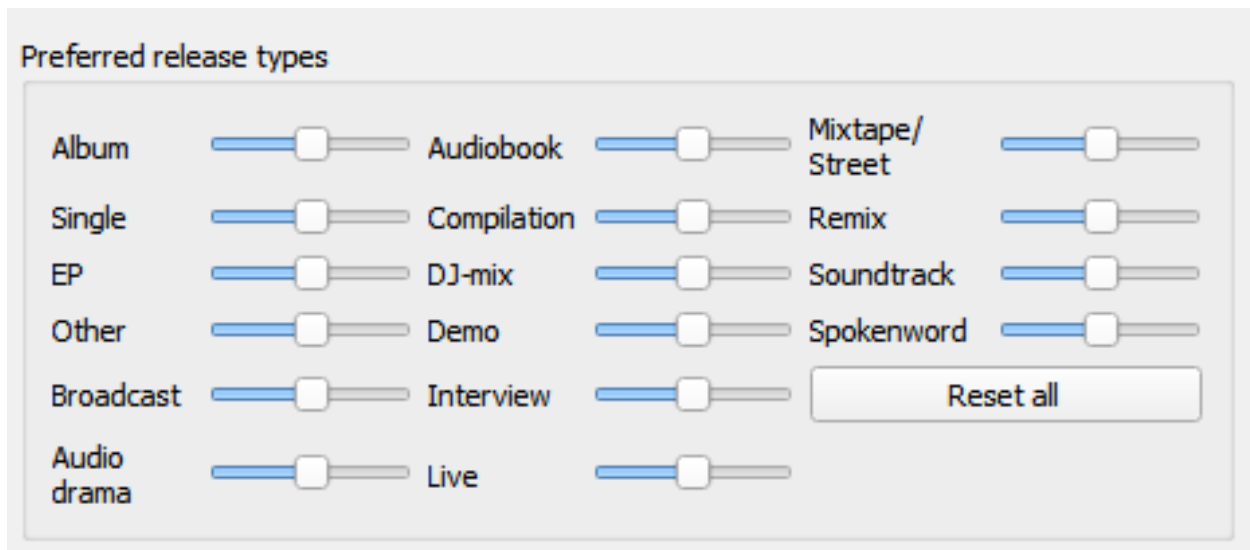 Preferred release types
Album
Audiobook
Mixtape/
Street
Single
Compilation
Remix
EP
DJ-mix
Soundtrack
Other
Demo
Spokenword
Broadcast
Interview
Reset all
Audio
drama
Live